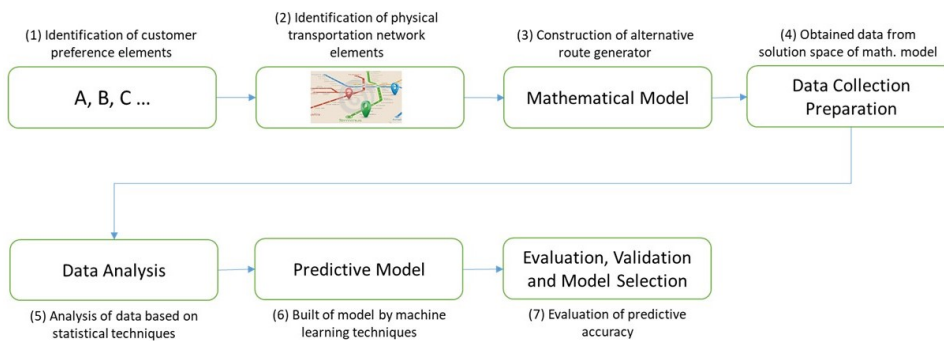 (1) Identification of customer
preference elements
(2) Identification of physical
transportation network
elements
(3) Construction of alternative
route generator
(4) Obtained data from
solution space of math. model
A, B, C ...
Mathematical Model
Data Collection
Preparation
Data Analysis
Predictive Model
Evaluation, Validation
and Model Selection
(5) Analysis of data based on
statistical techniques
(6) Built of model by machine
learning techniques
(7) Evaluation of predictive
accuracy